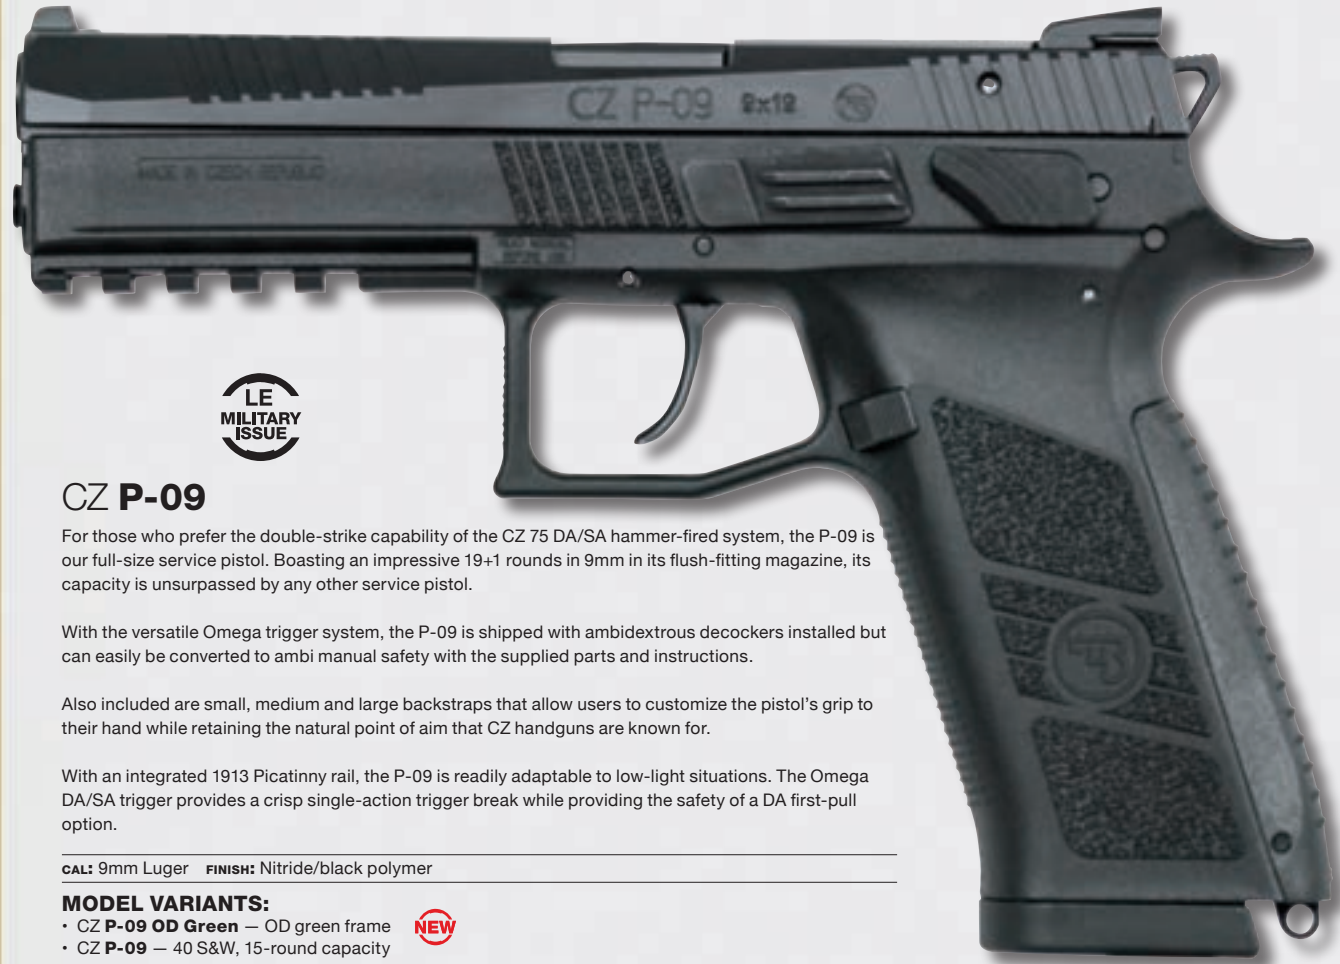 CZ P-09 9x19
MADE IN CZECH REPUBLIC
LE
MILITARY
ISSUE
CZ P-09
For those who prefer the double-strike capability of the CZ 75 DA/SA hammer-fired system, the P-09 is
our full-size service pistol. Boasting an impressive 19+1 rounds in 9mm in its flush-fitting magazine, its
capacity is unsurpassed by any other service pistol.
With the versatile Omega trigger system, the P-09 is shipped with ambidextrous decockers installed but
can easily be converted to ambi manual safety with the supplied parts and instructions.
Also included are small, medium and large backstraps that allow users to customize the pistol's grip to
their hand while retaining the natural point of aim that CZ handguns are known for.
With an integrated 1913 Picatinny rail, the P-09 is readily adaptable to low-light situations. The Omega
DA/SA trigger provides a crisp single-action trigger break while providing the safety of a DA first-pull
option.
CAL: 9mm Luger FINISH: Nitride/black polymer
MODEL VARIANTS:
• CZ P-09 OD Green — OD green frame
NEW
• CZ P-09 — 40 S&W, 15-round capacity